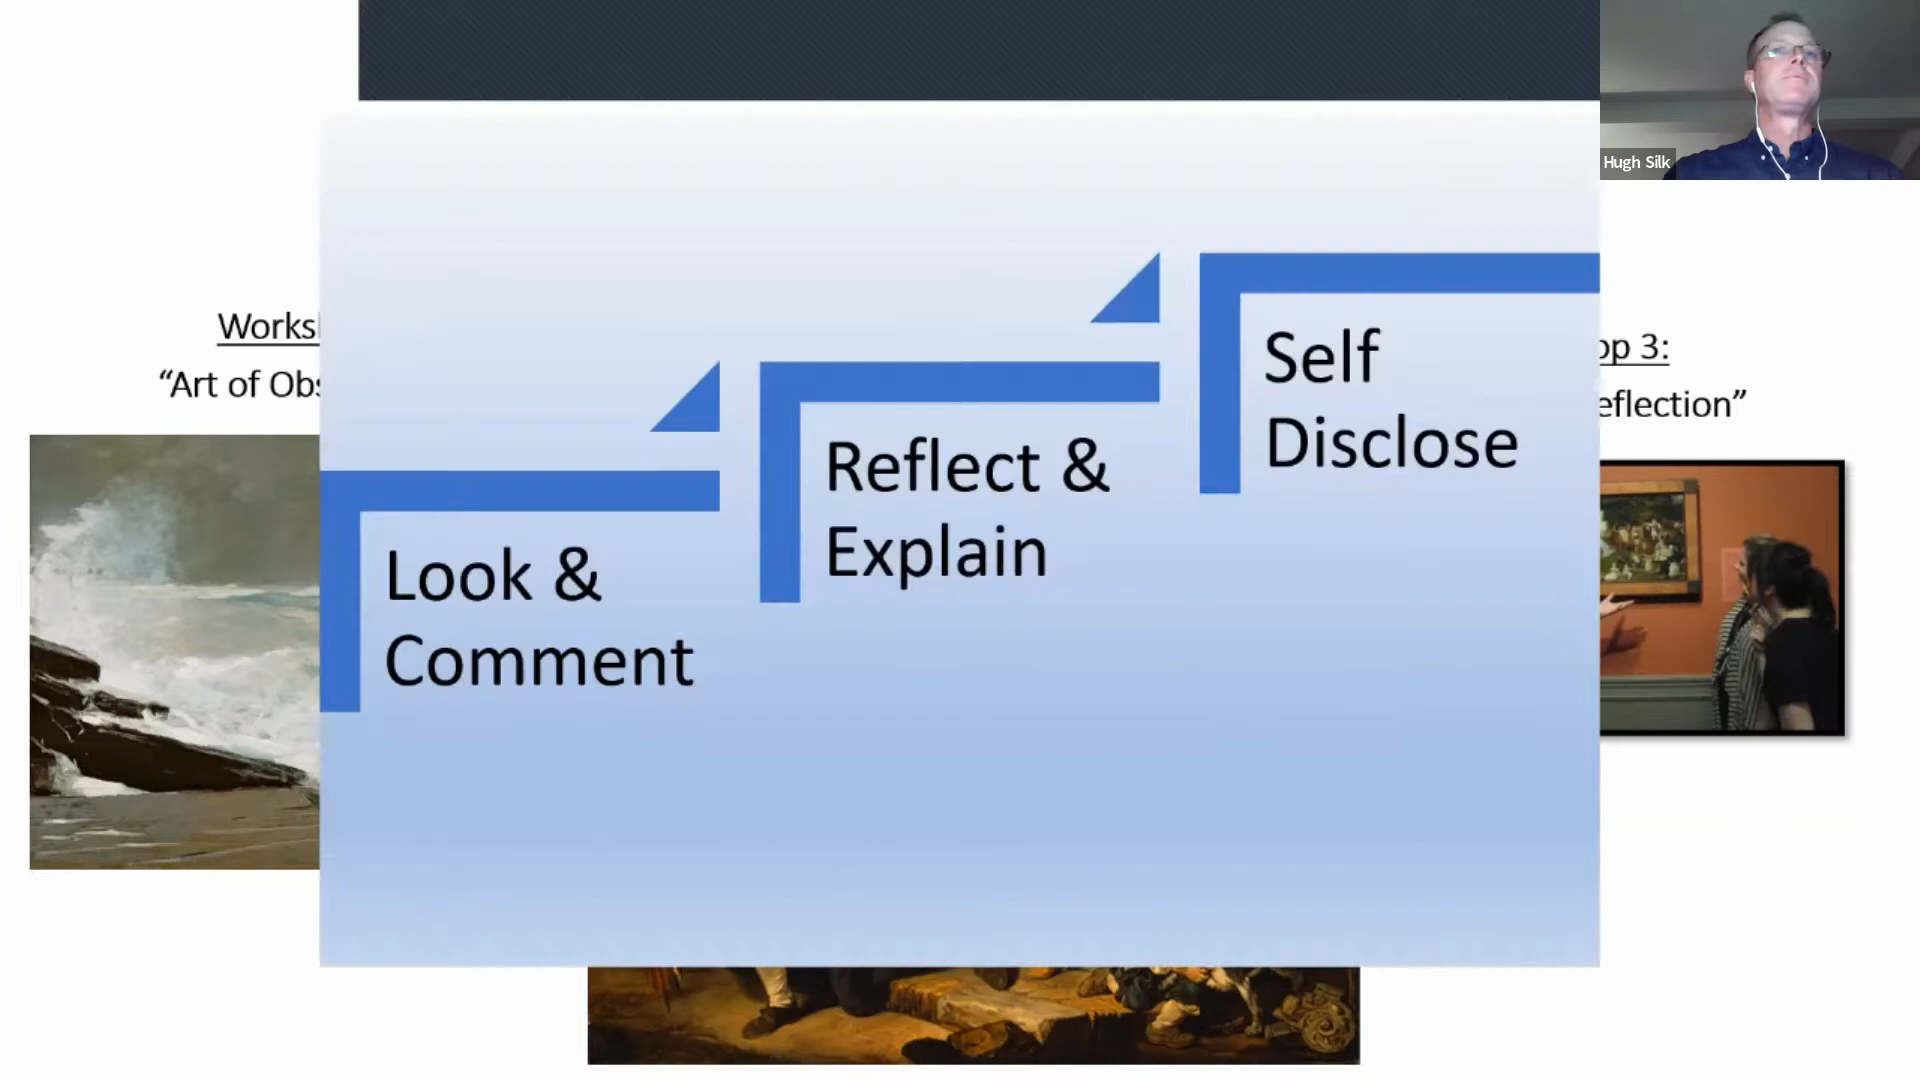 Hugh Silk
Works
“Art of Obs
Look &
Comment
Reflect &
Explain
Self
Disclose
op 3:
eflection”